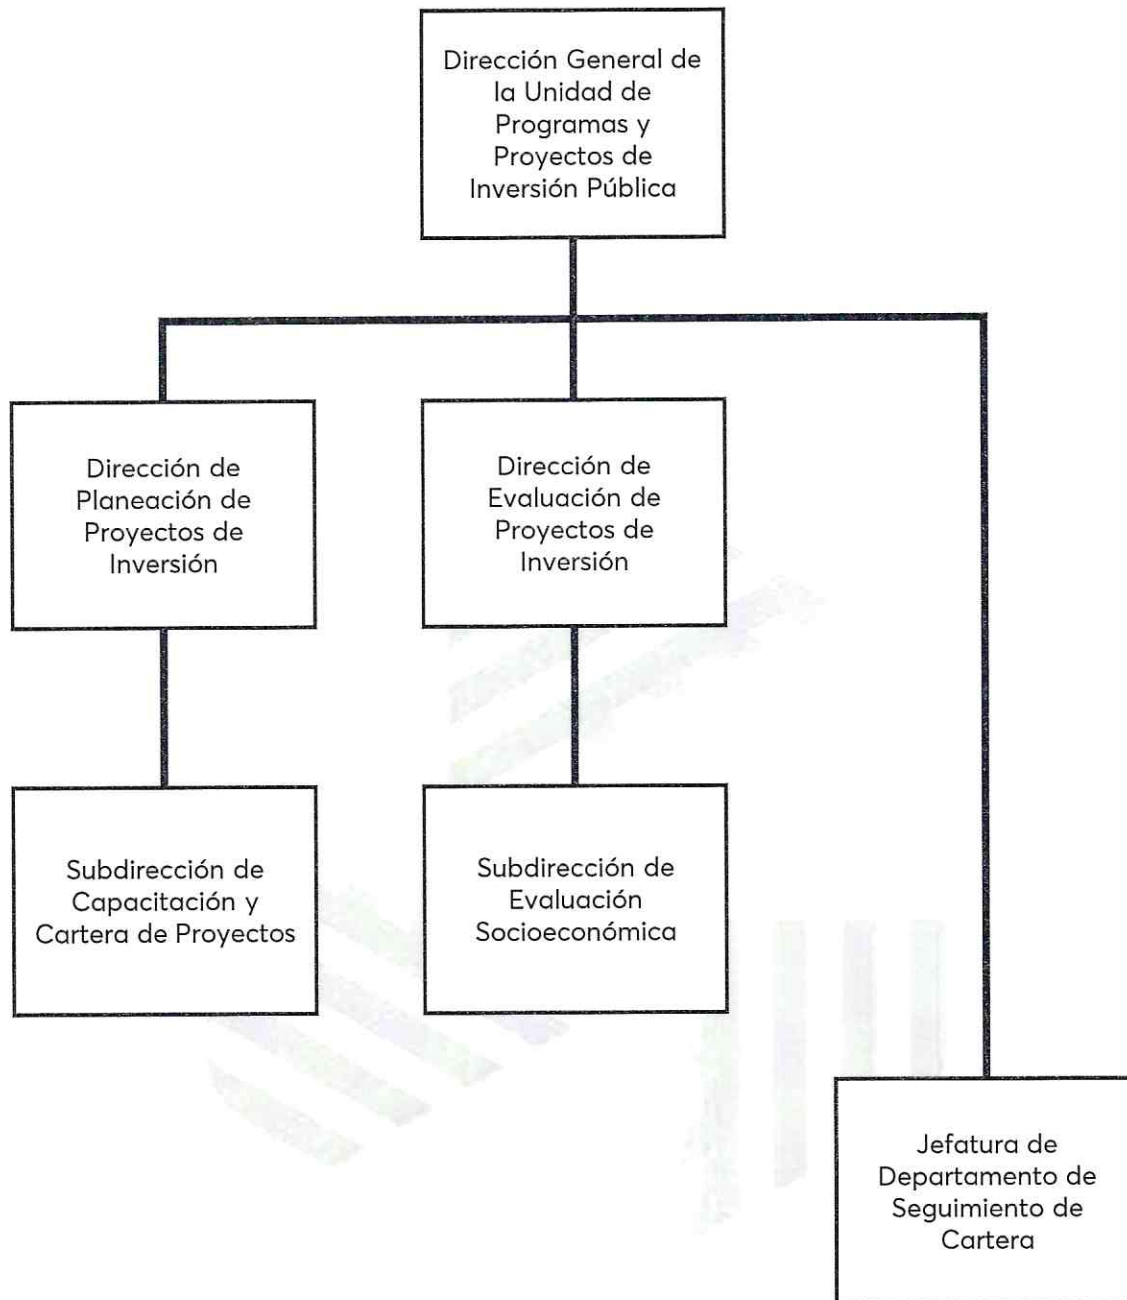 Dirección General de
la Unidad de
Programas y
Proyectos de
Inversión Pública
Dirección de
Planeación de
Proyectos de
Inversión
Dirección de
Evaluación de
Proyectos de
Inversión
Subdirección de
Capacitación y
Cartera de Proyectos
Subdirección de
Evaluación
Socioeconómica
Jefatura de
Departamento de
Seguimiento de
Cartera